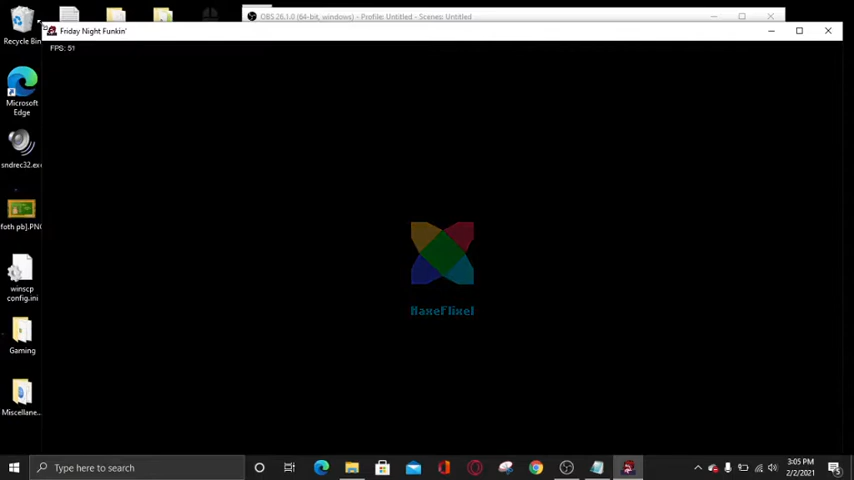 OBS 26.1.0 (64-bit, windows) - Profile: Untitled - Scenes: Untitled
Recycle Bin
Friday Night Funkin'
FPS: 51
Microsoft
Edge
sndrec32.exe
foth pb].PNG
winscp
config.ini
HaxeFlixel
Gaming
Miscellane...
Type here to search
3:05 PM
2/2/2021
5